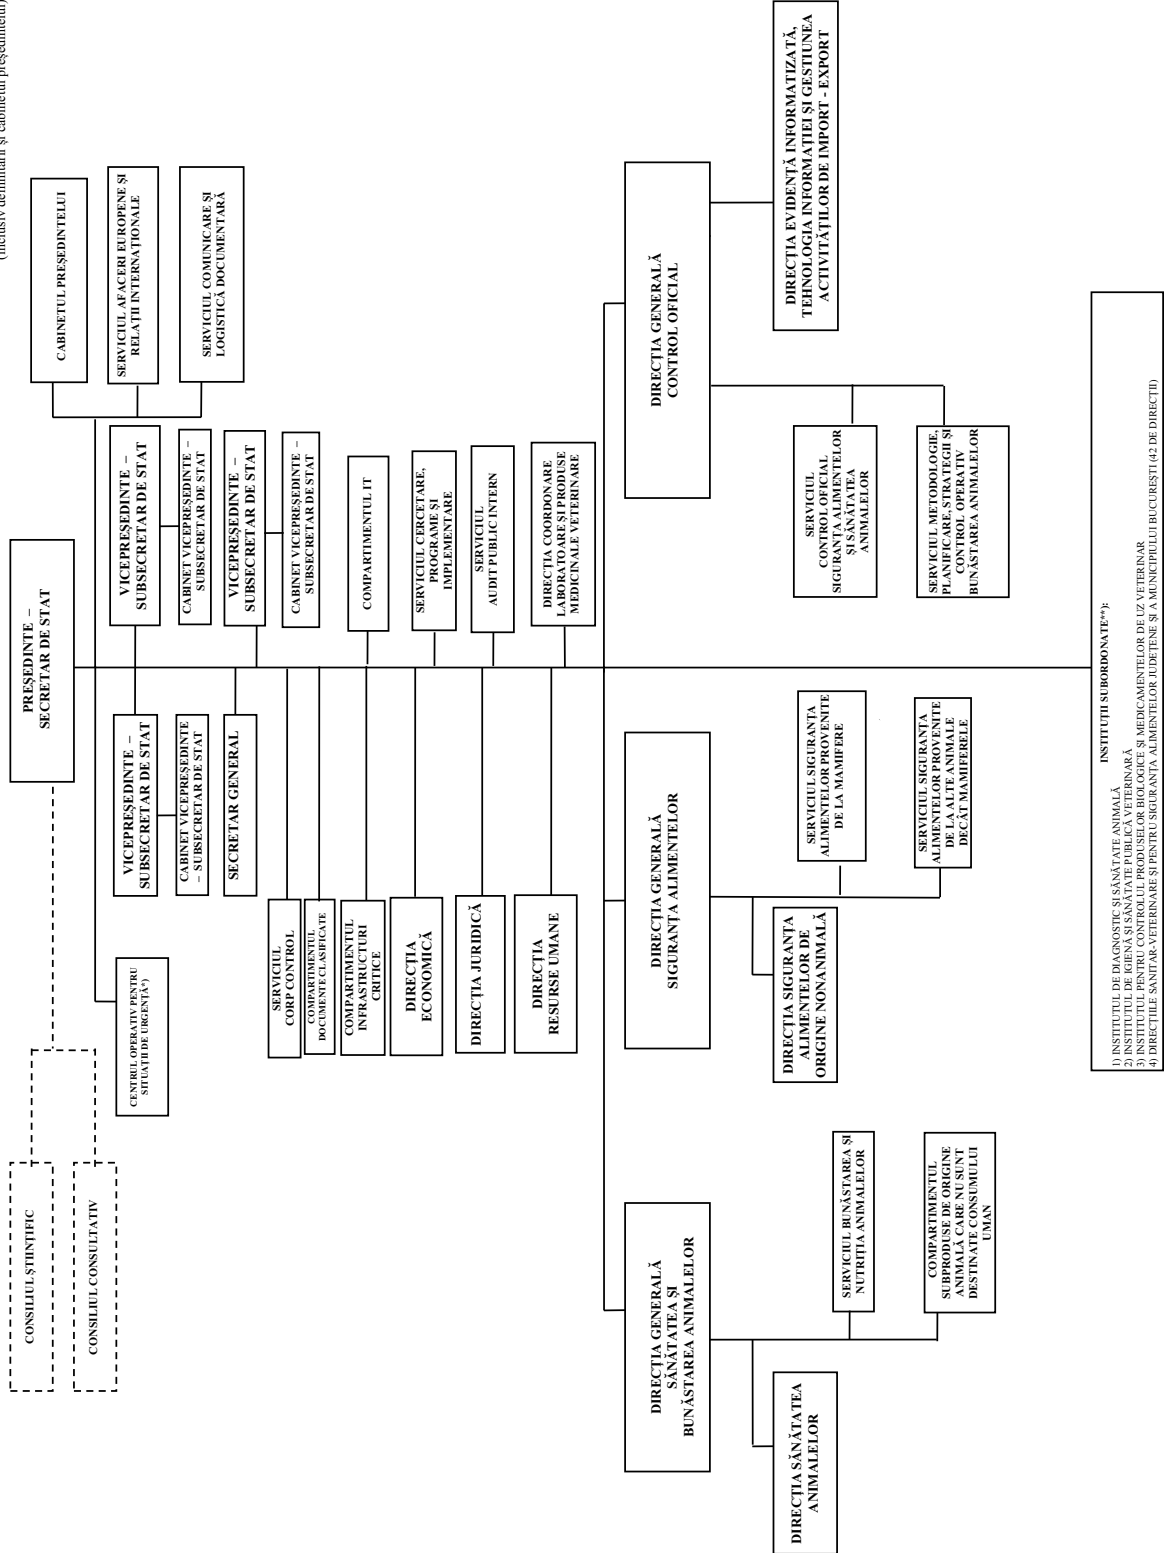 (inclusiv demnitarii și cabinetul președintelui)
PREȘEDINTE –
SECRETAR DE STAT
CONSILIUL ȘTIINȚIFIC
CONSILIUL CONSULTATIV
CENTRUL OPERATIV PENTRU
SITUAȚII DE URGENȚĂ*)
CABINETUL PREȘEDINTELUI
SERVICIUL AFACERI EUROPENE ȘI
RELAȚII INTERNAȚIONALE
SERVICIUL COMUNICARE ȘI
LOGISTICĂ DOCUMENTARĂ
VICEPREȘEDINTE –
SUBSECRETAR DE STAT
CABINET VICEPREȘEDINTE
– SUBSECRETAR DE STAT
SECRETAR GENERAL
VICEPREȘEDINTE –
SUBSECRETAR DE STAT
CABINET VICEPREȘEDINTE –
SUBSECRETAR DE STAT
VICEPREȘEDINTE –
SUBSECRETAR DE STAT
CABINET VICEPREȘEDINTE –
SUBSECRETAR DE STAT
SERVICIUL
CORP CONTROL
COMPARTIMENTUL
DOCUMENTE CLASIFICATE
COMPARTIMENTUL
INFRASTRUCTURI
CRITICE
DIRECȚIA
ECONOMICĂ
DIRECȚIA JURIDICĂ
DIRECȚIA
RESURSE UMANE
COMPARTIMENTUL IT
SERVICIUL CERCETARE,
PROGRAME ȘI
IMPLEMENTARE
SERVICIUL
AUDIT PUBLIC INTERN
DIRECȚIA COORDONARE
LABORATOARE ȘI PRODUSE
MEDICINALE VETERINARE
DIRECȚIA GENERALĂ
SĂNĂTATEA ȘI
BUNĂSTAREA ANIMALELOR
DIRECȚIA SĂNĂTATEA
ANIMALELOR
SERVICIUL BUNĂSTAREA ȘI
NUTRIȚIA ANIMALELOR
COMPARTIMENTUL
SUBPRODUSE DE ORIGINE
ANIMALĂ CARE NU SUNT
DESTINATE CONSUMULUI
UMAN
DIRECȚIA GENERALĂ
SIGURANȚA ALIMENTELOR
DIRECȚIA SIGURANȚA
ALIMENTELOR DE
ORIGINE NONANIMALĂ
SERVICIUL SIGURANȚA
ALIMENTELOR PROVENITE
DE LA MAMIFERE
SERVICIUL SIGURANȚA
ALIMENTELOR PROVENITE
DE LA ALTE ANIMALE
DECÂT MAMIFERELE
DIRECȚIA GENERALĂ
CONTROL OFICIAL
SERVICIUL
CONTROL OFICIAL
SIGURANȚA ALIMENTELOR
ȘI SĂNĂTATEA
ANIMALELOR
SERVICIUL METODOLOGIE,
PLANIFICARE, STRATEGII ȘI
CONTROL OPERATIV
BUNĂSTAREA ANIMALELOR
DIRECȚIA EVIDENȚĂ INFORMATIZATĂ,
TEHNOLOGIA INFORMAȚIEI ȘI GESTIUNEA
ACTIVITĂȚILOR DE IMPORT - EXPORT
INSTITUȚII SUBORDONATE**):
1) INSTITUTUL DE DIAGNOSTIC ȘI SĂNĂTATE ANIMALĂ
2) INSTITUTUL DE IGIENĂ ȘI SĂNĂTATE PUBLICĂ VETERINARĂ
3) INSTITUTUL PENTRU CONTROLUL PRODUSELOR BIOLOGICE ȘI MEDICAMENTELOR DE UZ VETERINAR
4) DIRECȚIILE SANITAR-VETERINARE ȘI PENTRU SIGURANȚA ALIMENTELOR JUDEȚENE ȘI A MUNICIPIULUI BUCUREȘTI (42 DE DIRECȚII)